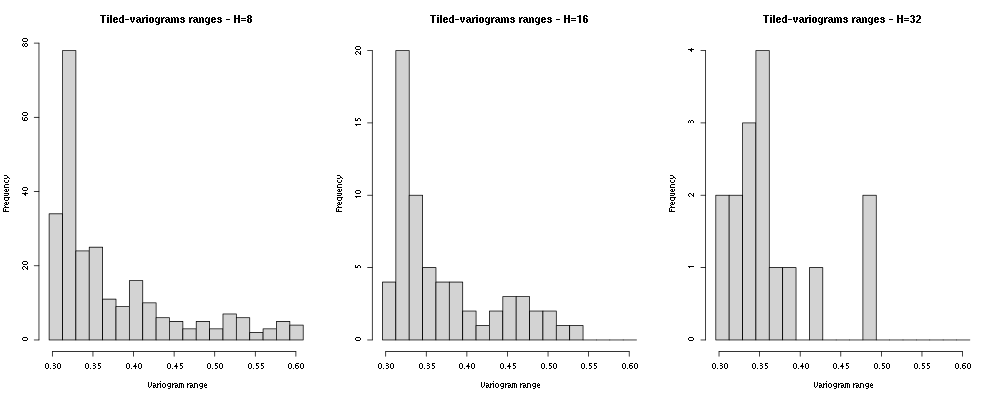 Tiled-variograms ranges - H=8
Tiled-variograms ranges - H=16
Tiled-variograms ranges - H=32
Frequency
80
60
40
20
0
0.30 0.35 0.40 0.45 0.50 0.55 0.60
Variogram range
Frequency
20
15
10
5
0
0.30 0.35 0.40 0.45 0.50 0.55 0.60
Variogram range
Frequency
4
3
2
1
0
0.30 0.35 0.40 0.45 0.50 0.55 0.60
Variogram range